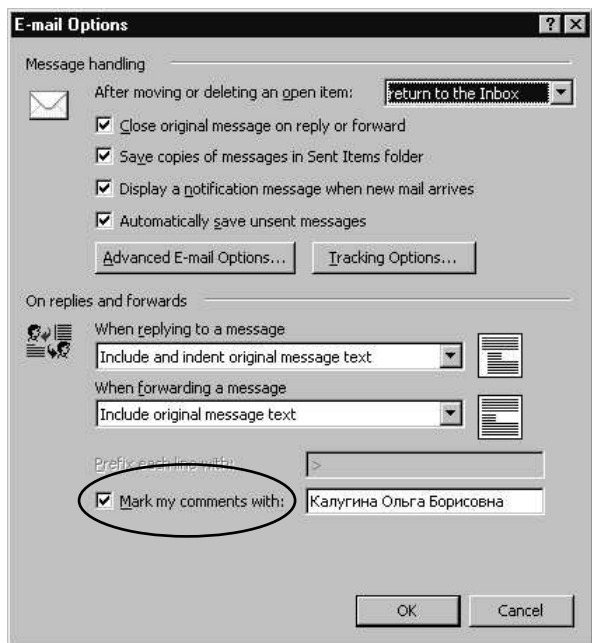 E-mail Options
Message handling
After moving or deleting an open item: return to the Inbox
Close original message on reply or forward
Save copies of messages in Sent Items folder
Display a notification message when new mail arrives
Automatically save unsent messages
Advanced E-mail Options... Tracking Options...
On replies and forwards
When replying to a message
Include and indent original message text
When forwarding a message
Include original message text
Prefix each line with: >
Mark my comments with: Калугина Ольга Борисовна
OK Cancel